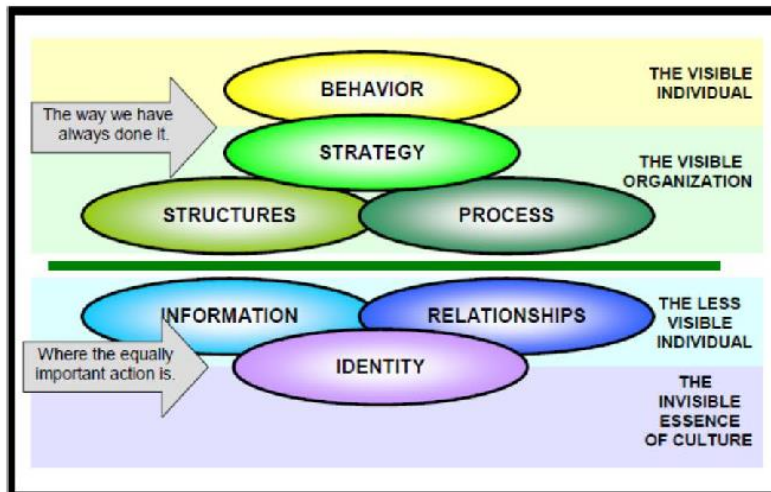 BEHAVIOR
THE VISIBLE
INDIVIDUAL
The way we have
always done it.
STRATEGY
THE VISIBLE
ORGANIZATION
STRUCTURES
PROCESS
INFORMATION
RELATIONSHIPS
THE LESS
VISIBLE
INDIVIDUAL
Where the equally
important action is.
IDENTITY
THE
INVISIBLE
ESSENCE
OF CULTURE